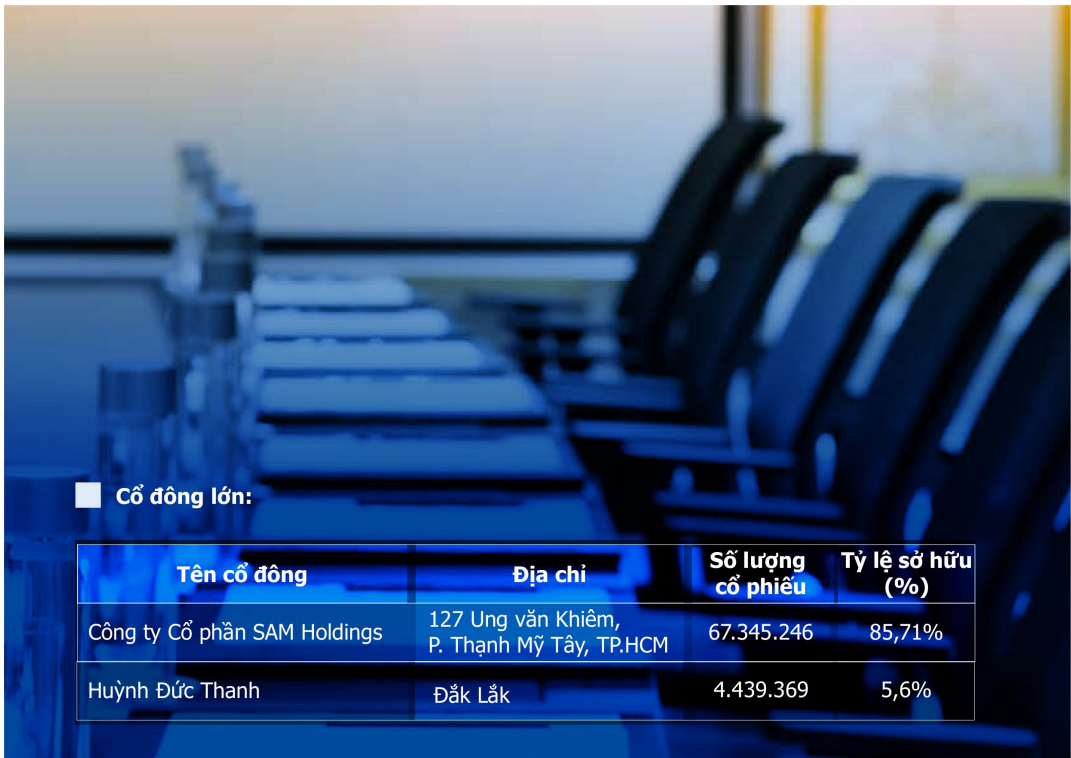 Cổ đông lớn:
Tên cổ đông
Địa chỉ
Số lượng
cổ phiếu
Tỷ lệ sở hữu
(%)
Công ty Cổ phần SAM Holdings
127 Ung văn Khiêm,
P. Thạnh Mỹ Tây, TP.HCM
67.345.246
85,71%
Huỳnh Đức Thanh
Đắk Lắk
4.439.369
5,6%